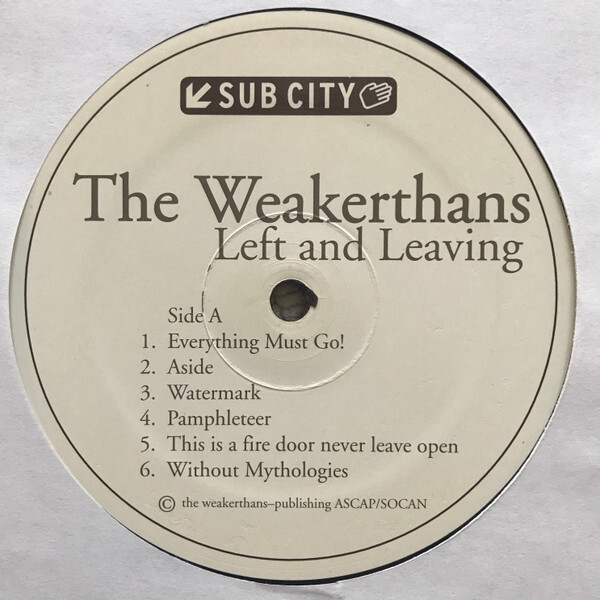 SUB CITY
The Weakerthans
Left and Leaving
Side A
1. Everything Must Go!
2. Aside
3. Watermark
4. Pamphleteer
5. This is a fire door never leave open
6. Without Mythologies
© the weakerthans–publishing ASCAP/SOCAN